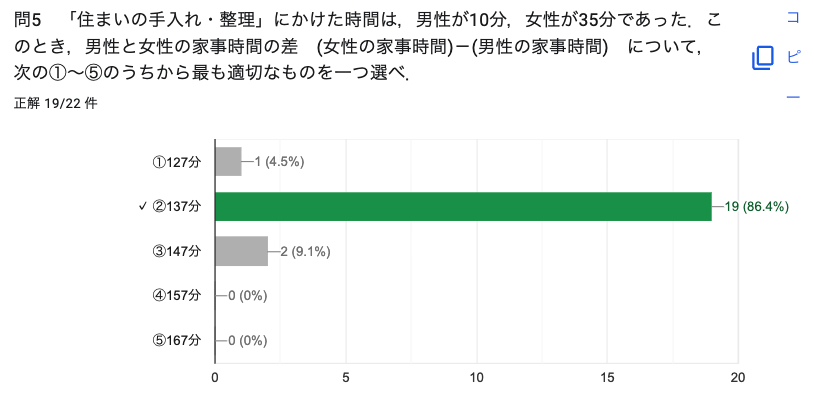 問5　「住まいの手入れ・整理」にかけた時間は，男性が10分，女性が35分であった．こ
のとき，男性と女性の家事時間の差　(女性の家事時間)－(男性の家事時間)　について，
次の①～⑤のうちから最も適切なものを一つ選べ．
コ
ピ
ー
正解 19/22 件
①127分
1 (4.5%)
✓ ②137分
19 (86.4%)
③147分
2 (9.1%)
④157分
0 (0%)
⑤167分
0 (0%)
0 5 10 15 20